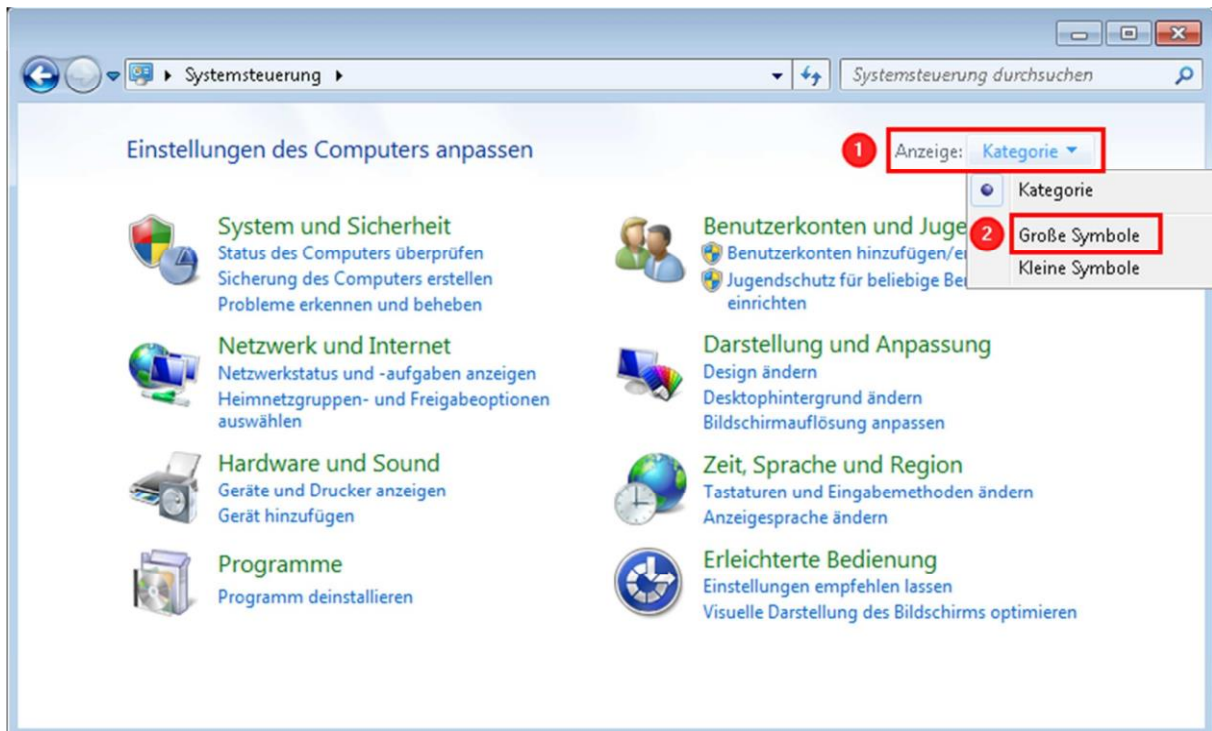 Systemsteuerung
Systemsteuerung durchsuchen
Einstellungen des Computers anpassen
1
Anzeige: Kategorie
Kategorie
2
Große Symbole
Kleine Symbole
System und Sicherheit
Status des Computers überprüfen
Sicherung des Computers erstellen
Probleme erkennen und beheben
Netzwerk und Internet
Netzwerkstatus und -aufgaben anzeigen
Heimnetzgruppen- und Freigabeoptionen
auswählen
Hardware und Sound
Geräte und Drucker anzeigen
Gerät hinzufügen
Programme
Programm deinstallieren
Benutzerkonten und Juge
Benutzerkonten hinzufügen/e
Jugendschutz für beliebige Be
einrichten
Darstellung und Anpassung
Design ändern
Desktophintergrund ändern
Bildschirmauflösung anpassen
Zeit, Sprache und Region
Tastaturen und Eingabemethoden ändern
Anzeigesprache ändern
Erleichterte Bedienung
Einstellungen empfehlen lassen
Visuelle Darstellung des Bildschirms optimieren